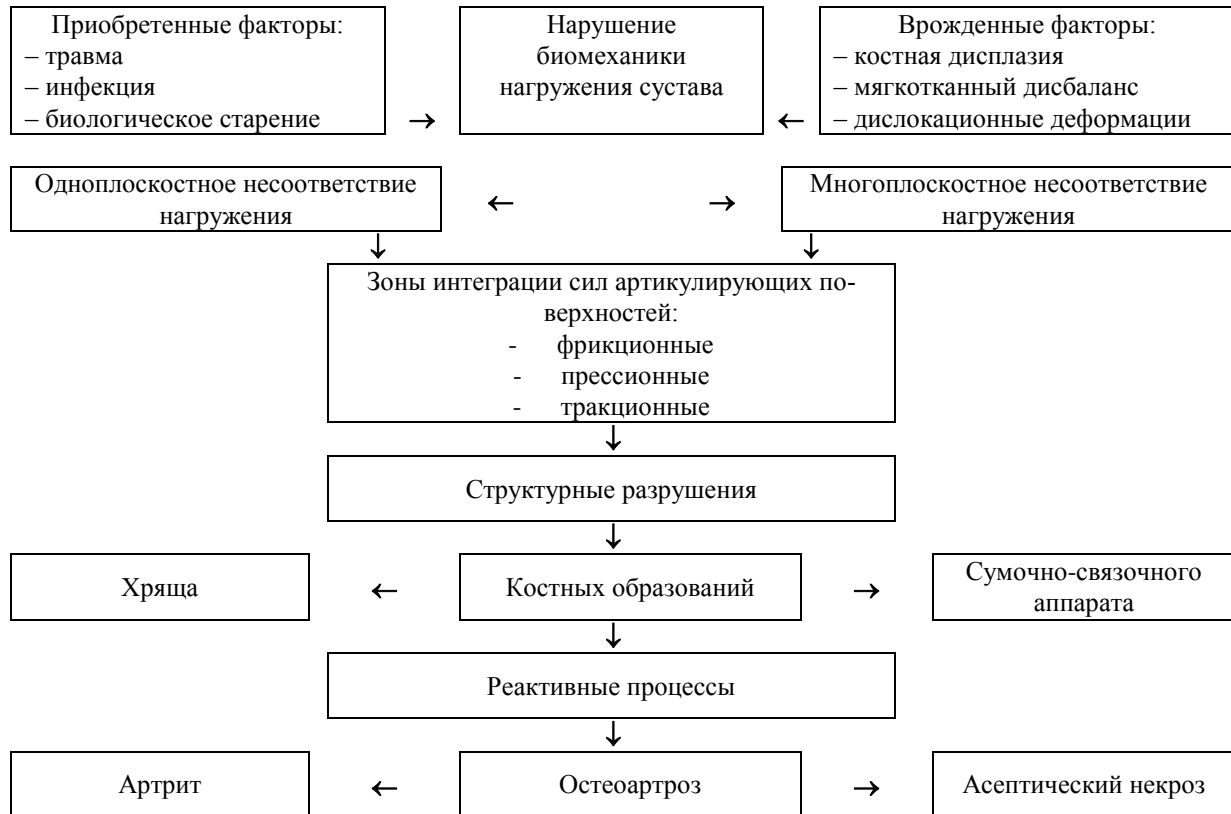 Приобретенные факторы:
– травма
– инфекция
– биологическое старение
→
Нарушение
биомеханики
нагружения сустава
←
Врожденные факторы:
– костная дисплазия
– мягкотканный дисбаланс
– дислокационные деформации
Одноплоскостное несоответствие
нагружения
← →
Многоплоскостное несоответствие
нагружения
↓ ↓
Зоны интеграции сил артикулирующих по-
верхностей:
- фрикционные
- прессионные
- тракционные
↓
Структурные разрушения
↓
Хряща ← Костных образований →
Сумочно-связочного
аппарата
↓
Реактивные процессы
↓
Артрит ← Остеоартроз → Асептический некроз